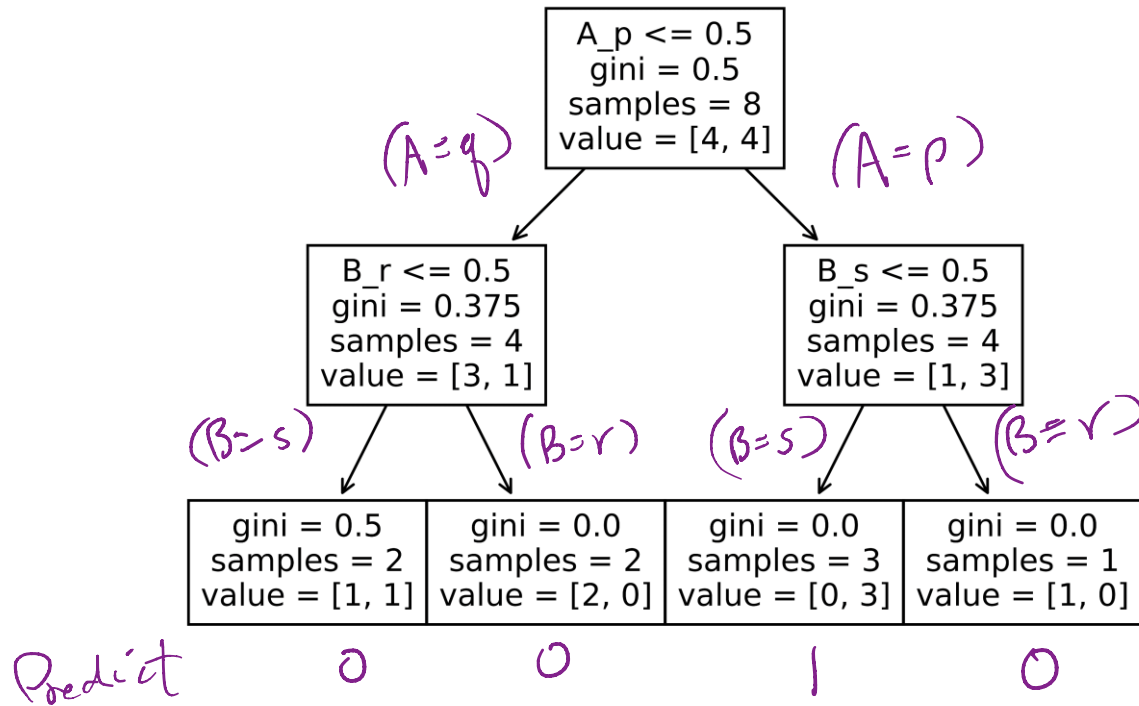 A_p <= 0.5
gini = 0.5
samples = 8
value = [4, 4]
(A=q)
(A=p)
B_r <= 0.5
gini = 0.375
samples = 4
value = [3, 1]
B_s <= 0.5
gini = 0.375
samples = 4
value = [1, 3]
(B=s)
(B=r)
(B=s)
(B=r)
gini = 0.5
samples = 2
value = [1, 1]
gini = 0.0
samples = 2
value = [2, 0]
gini = 0.0
samples = 3
value = [0, 3]
gini = 0.0
samples = 1
value = [1, 0]
Predict 0 0 1 0